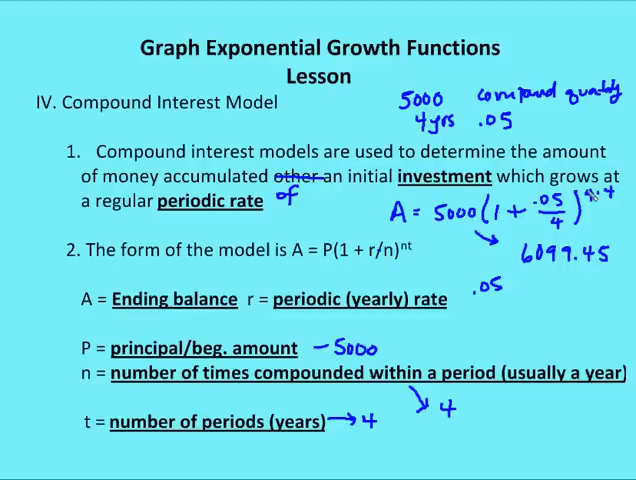 Graph Exponential Growth Functions
Lesson
IV. Compound Interest Model
5000 compound quartly
4yrs .05
1. Compound interest models are used to determine the amount
of money accumulated other an initial investment which grows at
a regular periodic rate of
A = 5000(1 + .05/4)^4·4
2. The form of the model is A = P(1 + r/n)^nt
6099.45
.05
A = Ending balance r = periodic (yearly) rate
P = principal/beg. amount – 5000
n = number of times compounded within a period (usually a year)
4
t = number of periods (years) → 4